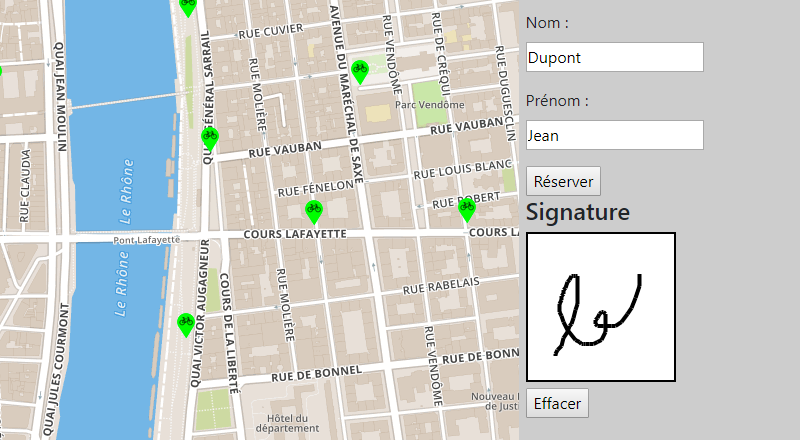 RUE CUVIER
QUAI JEAN MOULIN
QUAI GÉNÉRAL SARRAIL
AVENUE DU MARÉCHAL DE SAXE
RUE VENDÔME
RUE DE CRÉQUI
RUE DUGUESCLIN
RUE MOLIÈRE
Parc Vendôme
RUE VAUBAN
RUE VAUBAN
RUE CLAUDIA
Le Rhône
Le Rhône
RUE FÉNELON
RUE LOUIS BLANC
ROBERT
Pont Lafayette
COURS LAFAYETTE
COURS LA
QUAI VICTOR AUGAGNEUR
COURS DE LA LIBERTÉ
RUE MOLIÈRE
RUE RABELAIS
QUAI JULES COURMONT
RUE VENDÔME
RUE DE BONNEL
RUE DE BONNE
Hôtel du
département
Nouveau
de Justi
Nom :
Dupont
Prénom :
Jean
Réserver
Signature
Effacer